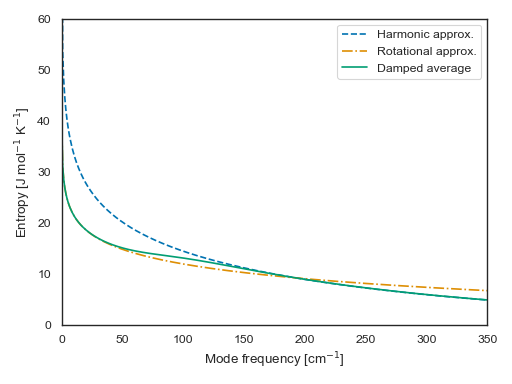 60
50
40
30
20
10
0
Entropy [J mol⁻¹ K⁻¹]
Harmonic approx.
Rotational approx.
Damped average
0 50 100 150 200 250 300 350
Mode frequency [cm⁻¹]